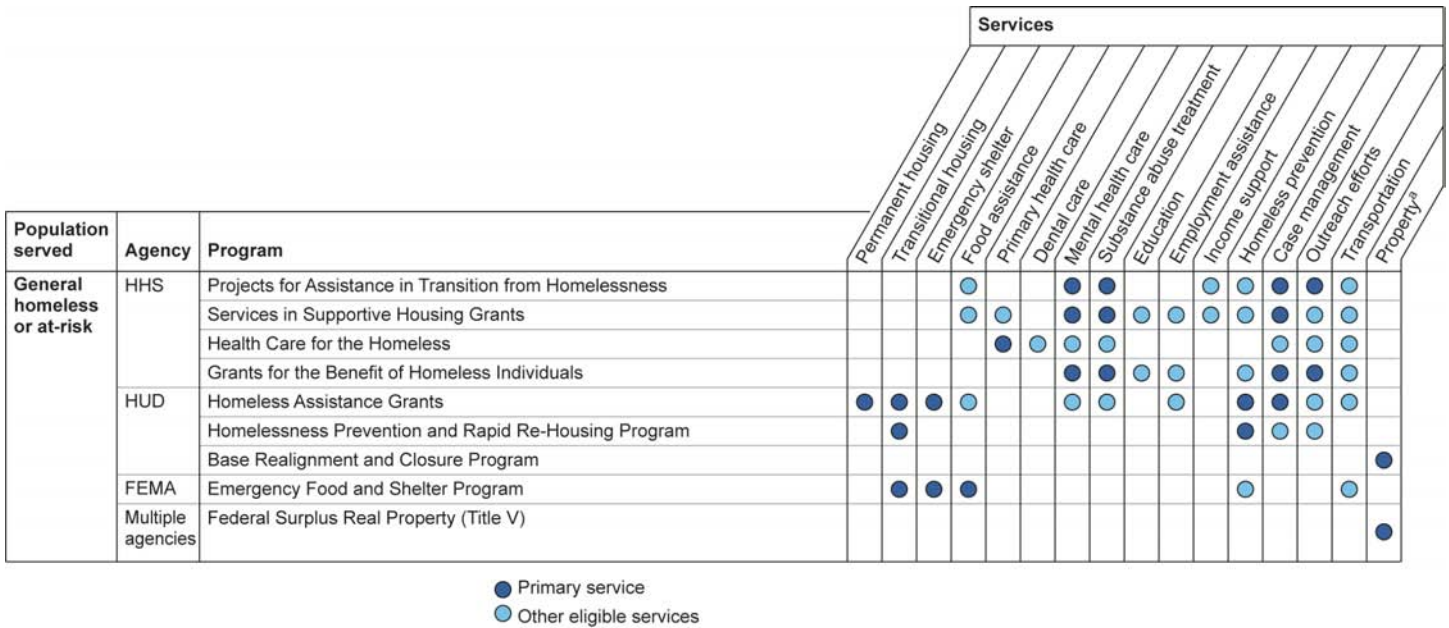 Services
Permanent housing
Transitional housing
Emergency shelter
Food assistance
Primary health care
Dental care
Mental health care
Substance abuse treatment
Education
Employment assistance
Income support
Homeless prevention
Case management
Outreach efforts
Transportation
Propertyª
Population
served
Agency
Program
General
homeless
or at-risk
HHS
Projects for Assistance in Transition from Homelessness
Services in Supportive Housing Grants
Health Care for the Homeless
Grants for the Benefit of Homeless Individuals
HUD
Homeless Assistance Grants
Homelessness Prevention and Rapid Re-Housing Program
Base Realignment and Closure Program
FEMA
Emergency Food and Shelter Program
Multiple
agencies
Federal Surplus Real Property (Title V)
Primary service
Other eligible services